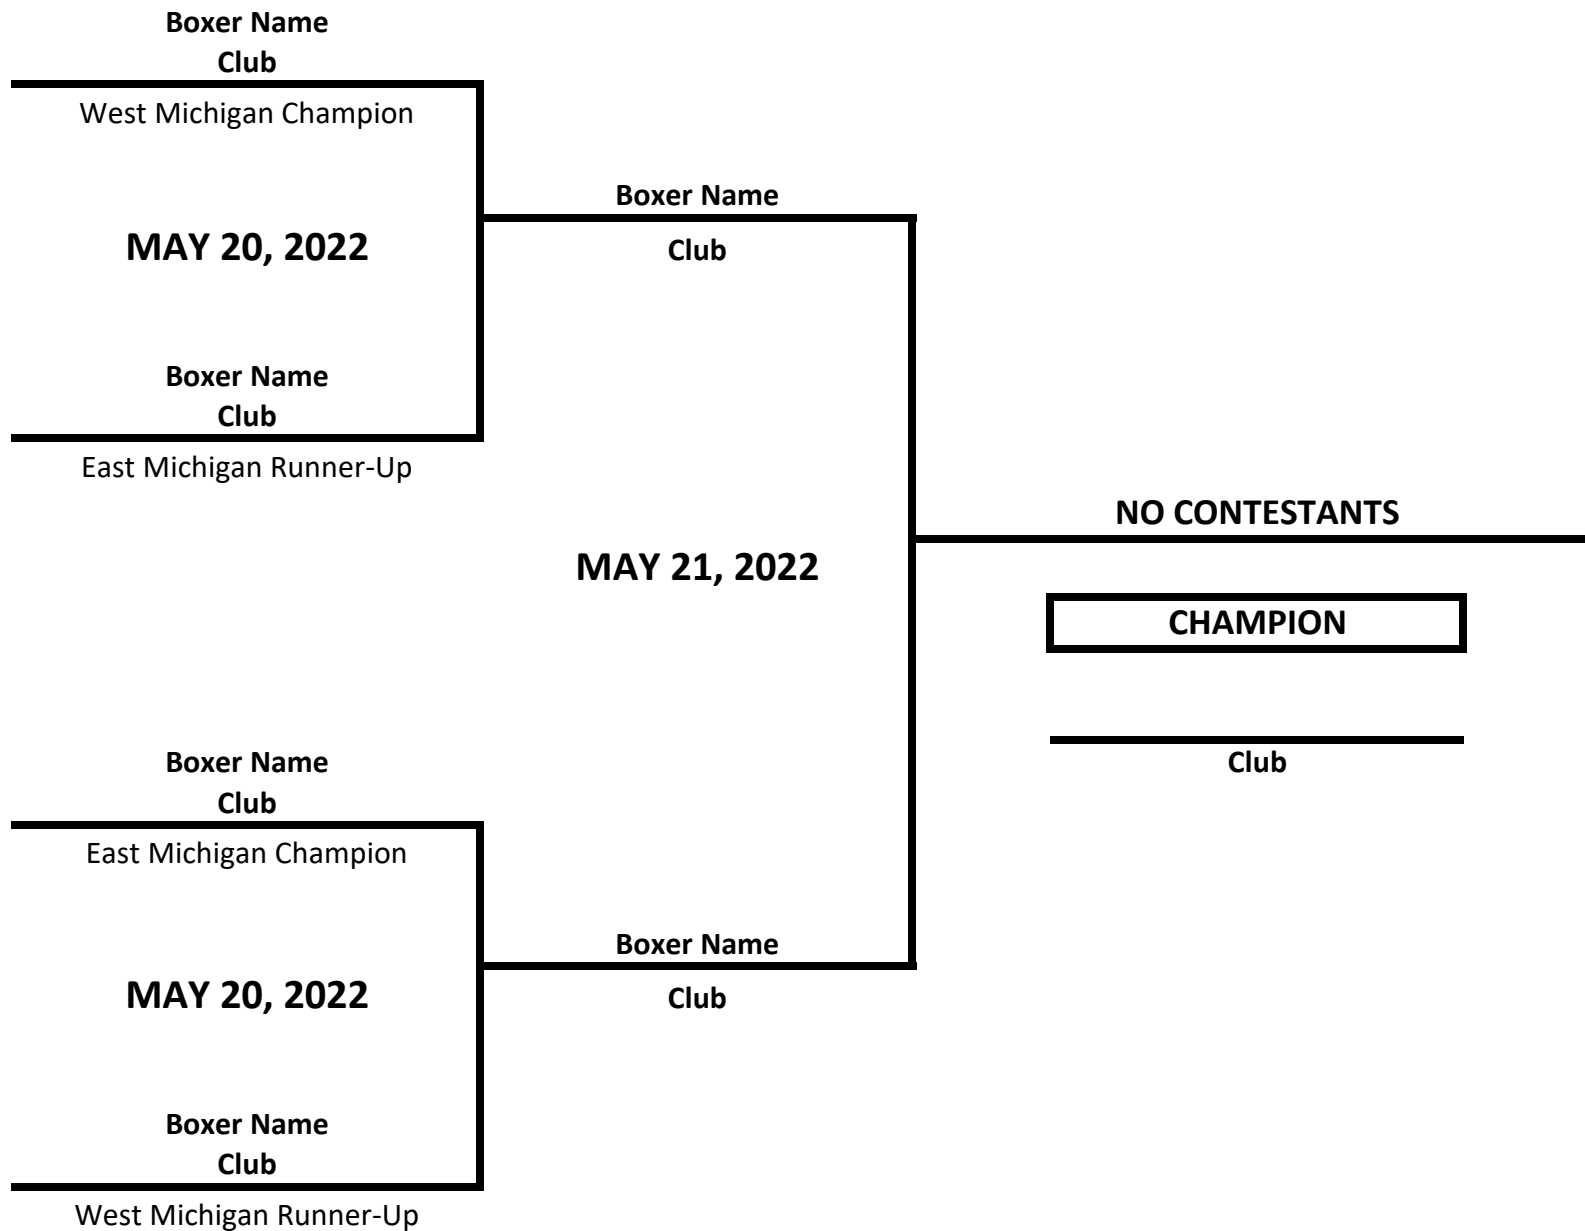 Boxer Name
Club
West Michigan Champion
MAY 20, 2022
Boxer Name
Club
East Michigan Runner-Up
Boxer Name
Club
MAY 21, 2022
Boxer Name
Club
East Michigan Champion
MAY 20, 2022
Boxer Name
Club
West Michigan Runner-Up
Boxer Name
Club
NO CONTESTANTS
CHAMPION
Club